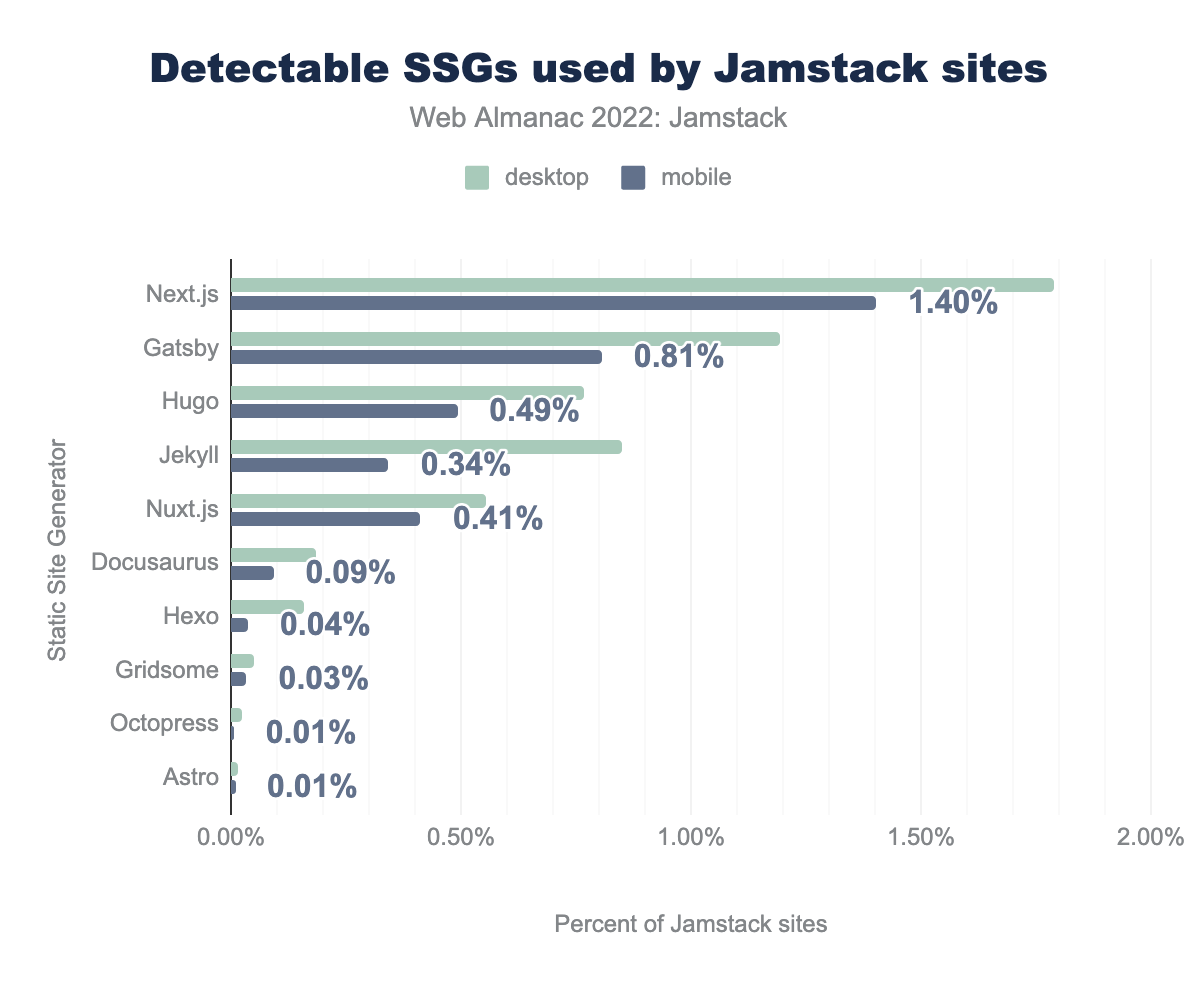 Detectable SSGs used by Jamstack sites
Web Almanac 2022: Jamstack
desktop
mobile
Static Site Generator
Next.js
1.40%
Gatsby
0.81%
Hugo
0.49%
Jekyll
0.34%
Nuxt.js
0.41%
Docusaurus
0.09%
Hexo
0.04%
Gridsome
0.03%
Octopress
0.01%
Astro
0.01%
0.00%
0.50%
1.00%
1.50%
2.00%
Percent of Jamstack sites